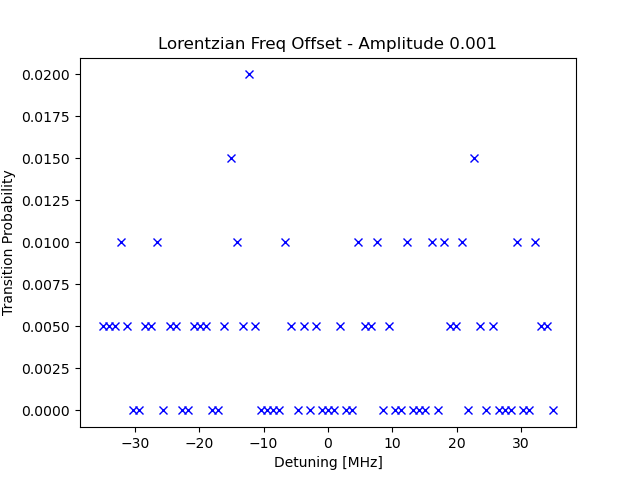 Lorentzian Freq Offset - Amplitude 0.001
0.0200
0.0175
0.0150
0.0125
0.0100
0.0075
0.0050
0.0025
0.0000
Transition Probability
−30 −20 −10 0 10 20 30
Detuning [MHz]